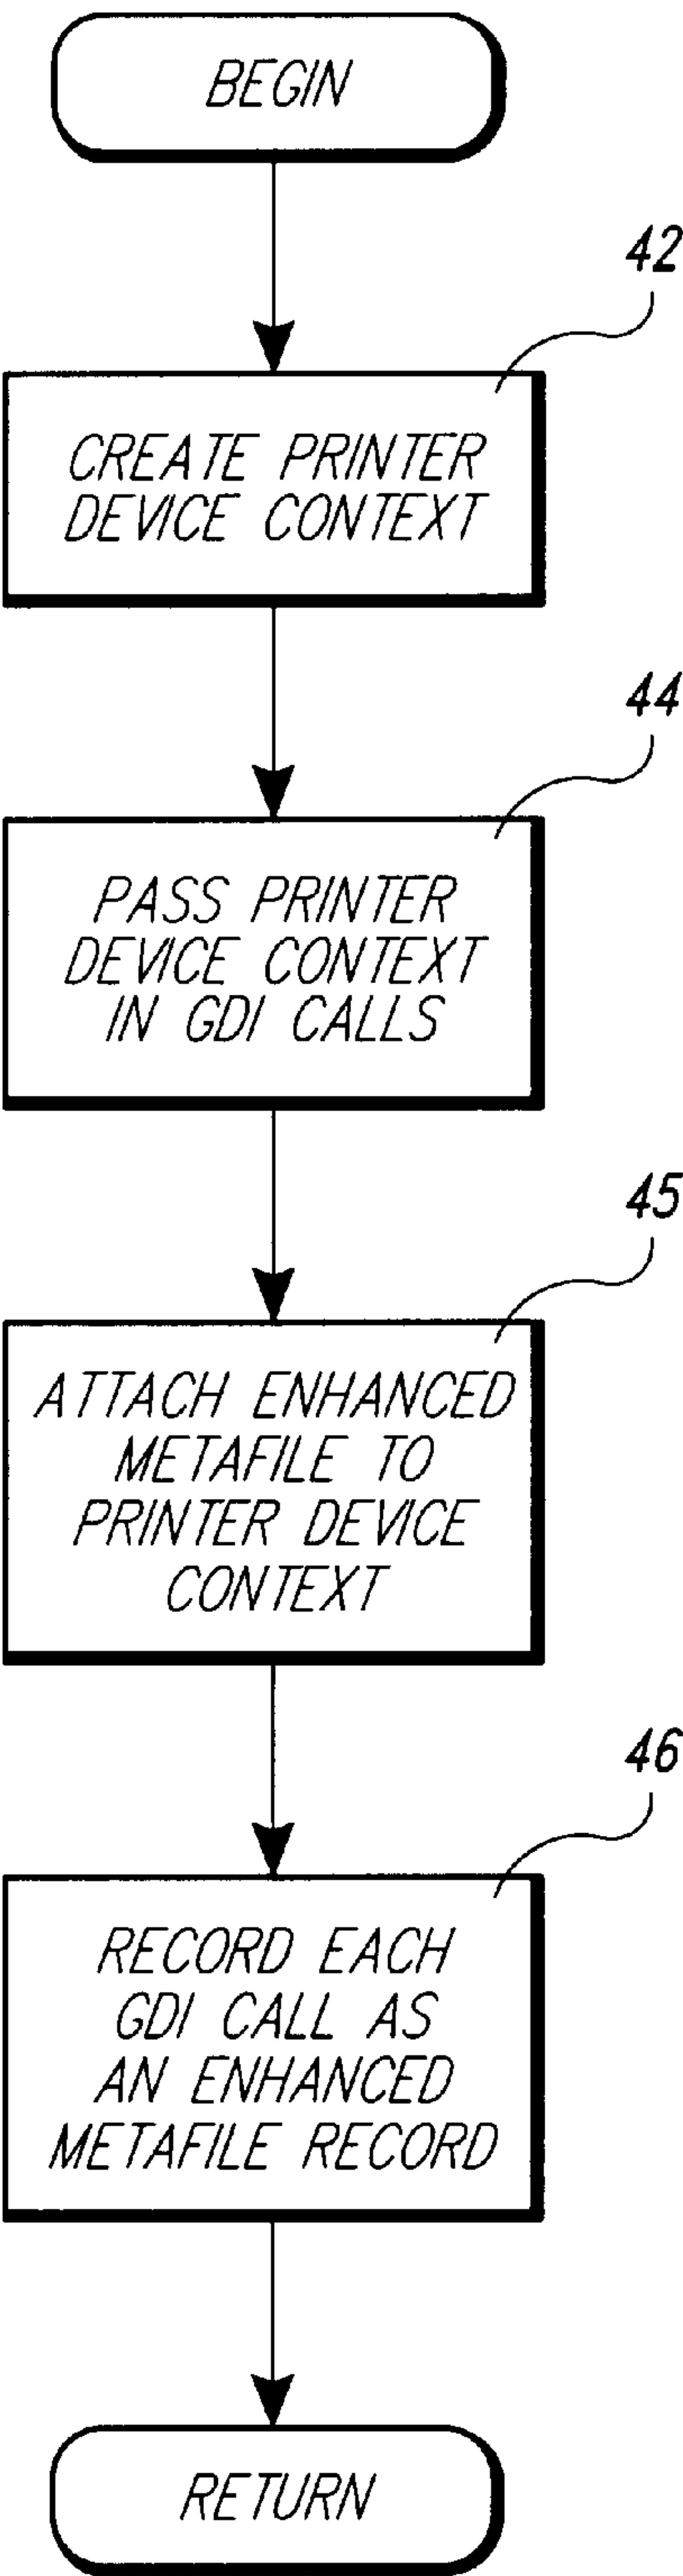 BEGIN
42
CREATE PRINTER
DEVICE CONTEXT
44
PASS PRINTER
DEVICE CONTEXT
IN GDI CALLS
45
ATTACH ENHANCED
METAFILE TO
PRINTER DEVICE
CONTEXT
46
RECORD EACH
GDI CALL AS
AN ENHANCED
METAFILE RECORD
RETURN